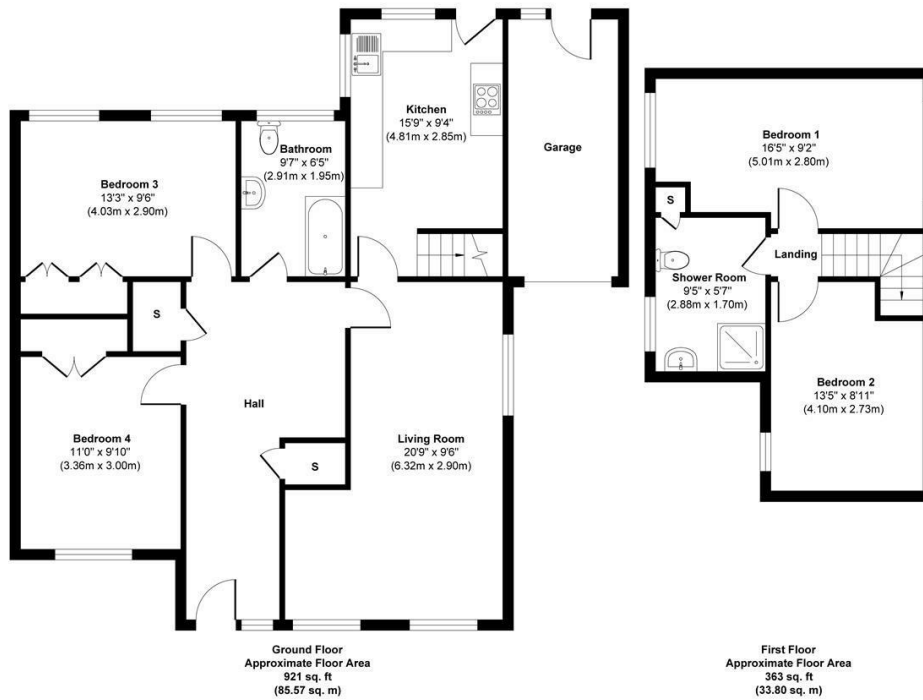 Kitchen
15'9" x 9'4"
(4.81m x 2.85m)
Garage
Bathroom
9'7" x 6'5"
(2.91m x 1.95m)
Bedroom 3
13'3" x 9'6"
(4.03m x 2.90m)
S
Hall
Bedroom 4
11'0" x 9'10"
(3.36m x 3.00m)
S
Living Room
20'9" x 9'6"
(6.32m x 2.90m)
Ground Floor
Approximate Floor Area
921 sq. ft
(85.57 sq. m)
Bedroom 1
16'5" x 9'2"
(5.01m x 2.80m)
S
Landing
Shower Room
9'5" x 5'7"
(2.88m x 1.70m)
Bedroom 2
13'5" x 8'11"
(4.10m x 2.73m)
First Floor
Approximate Floor Area
363 sq. ft
(33.80 sq. m)